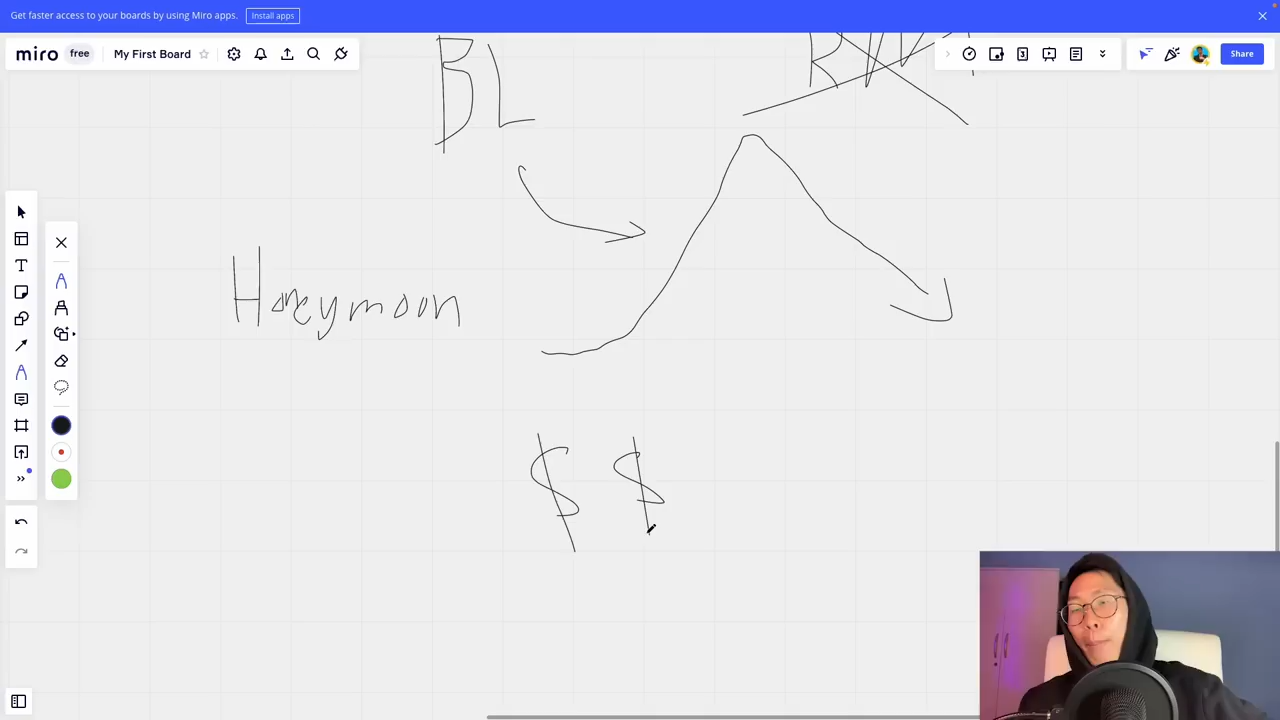 Get faster access to your boards by using Miro apps. Install apps
miro free My First Board
3
Share
BL
Honeymoon
$ $